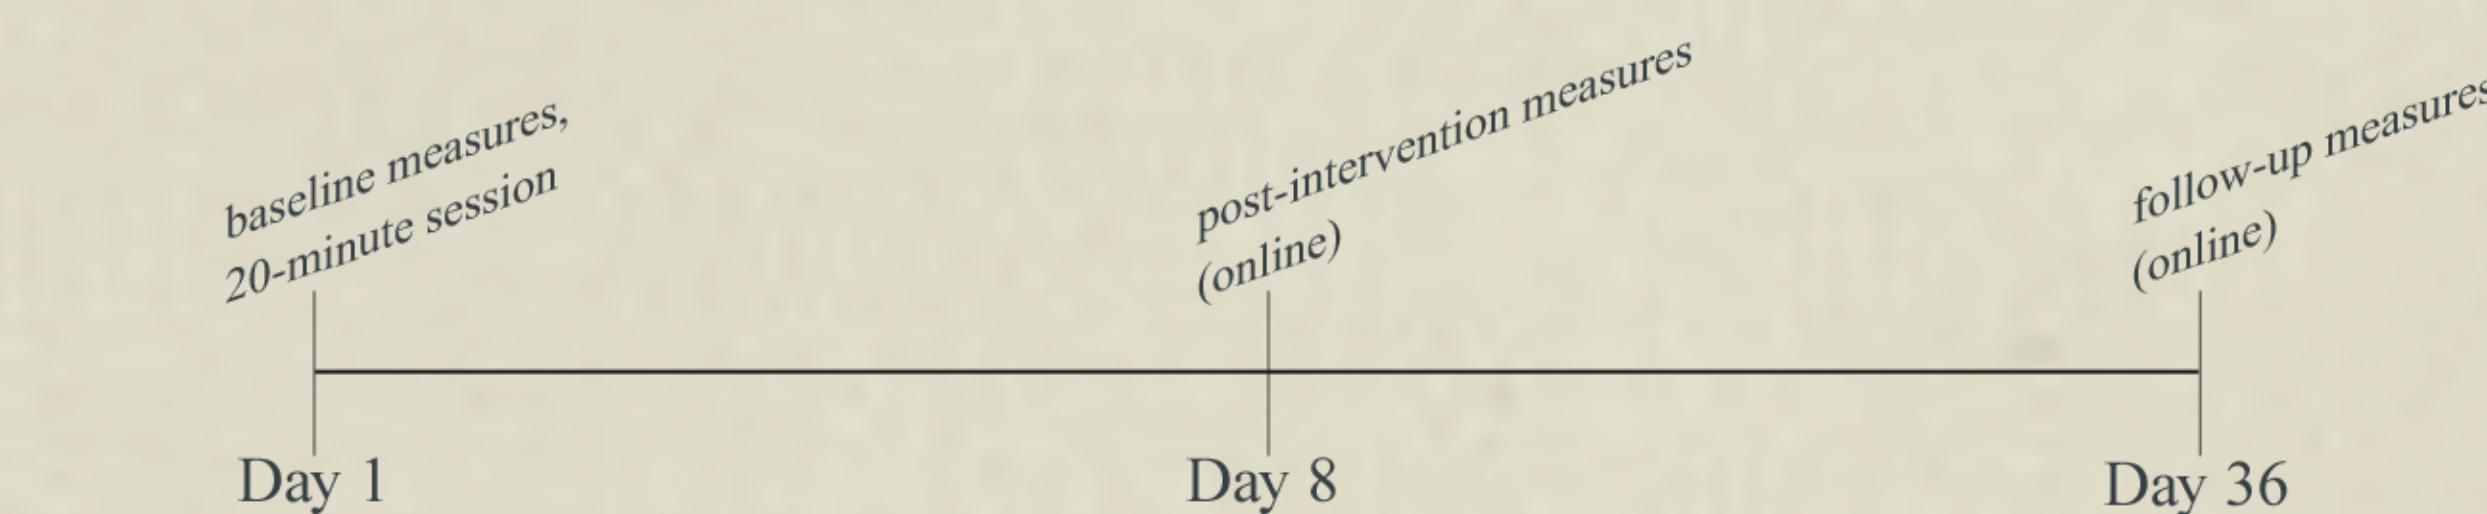 baseline measures,
20-minute session
post-intervention measures
(online)
follow-up measures
(online)
Day 1
Day 8
Day 36